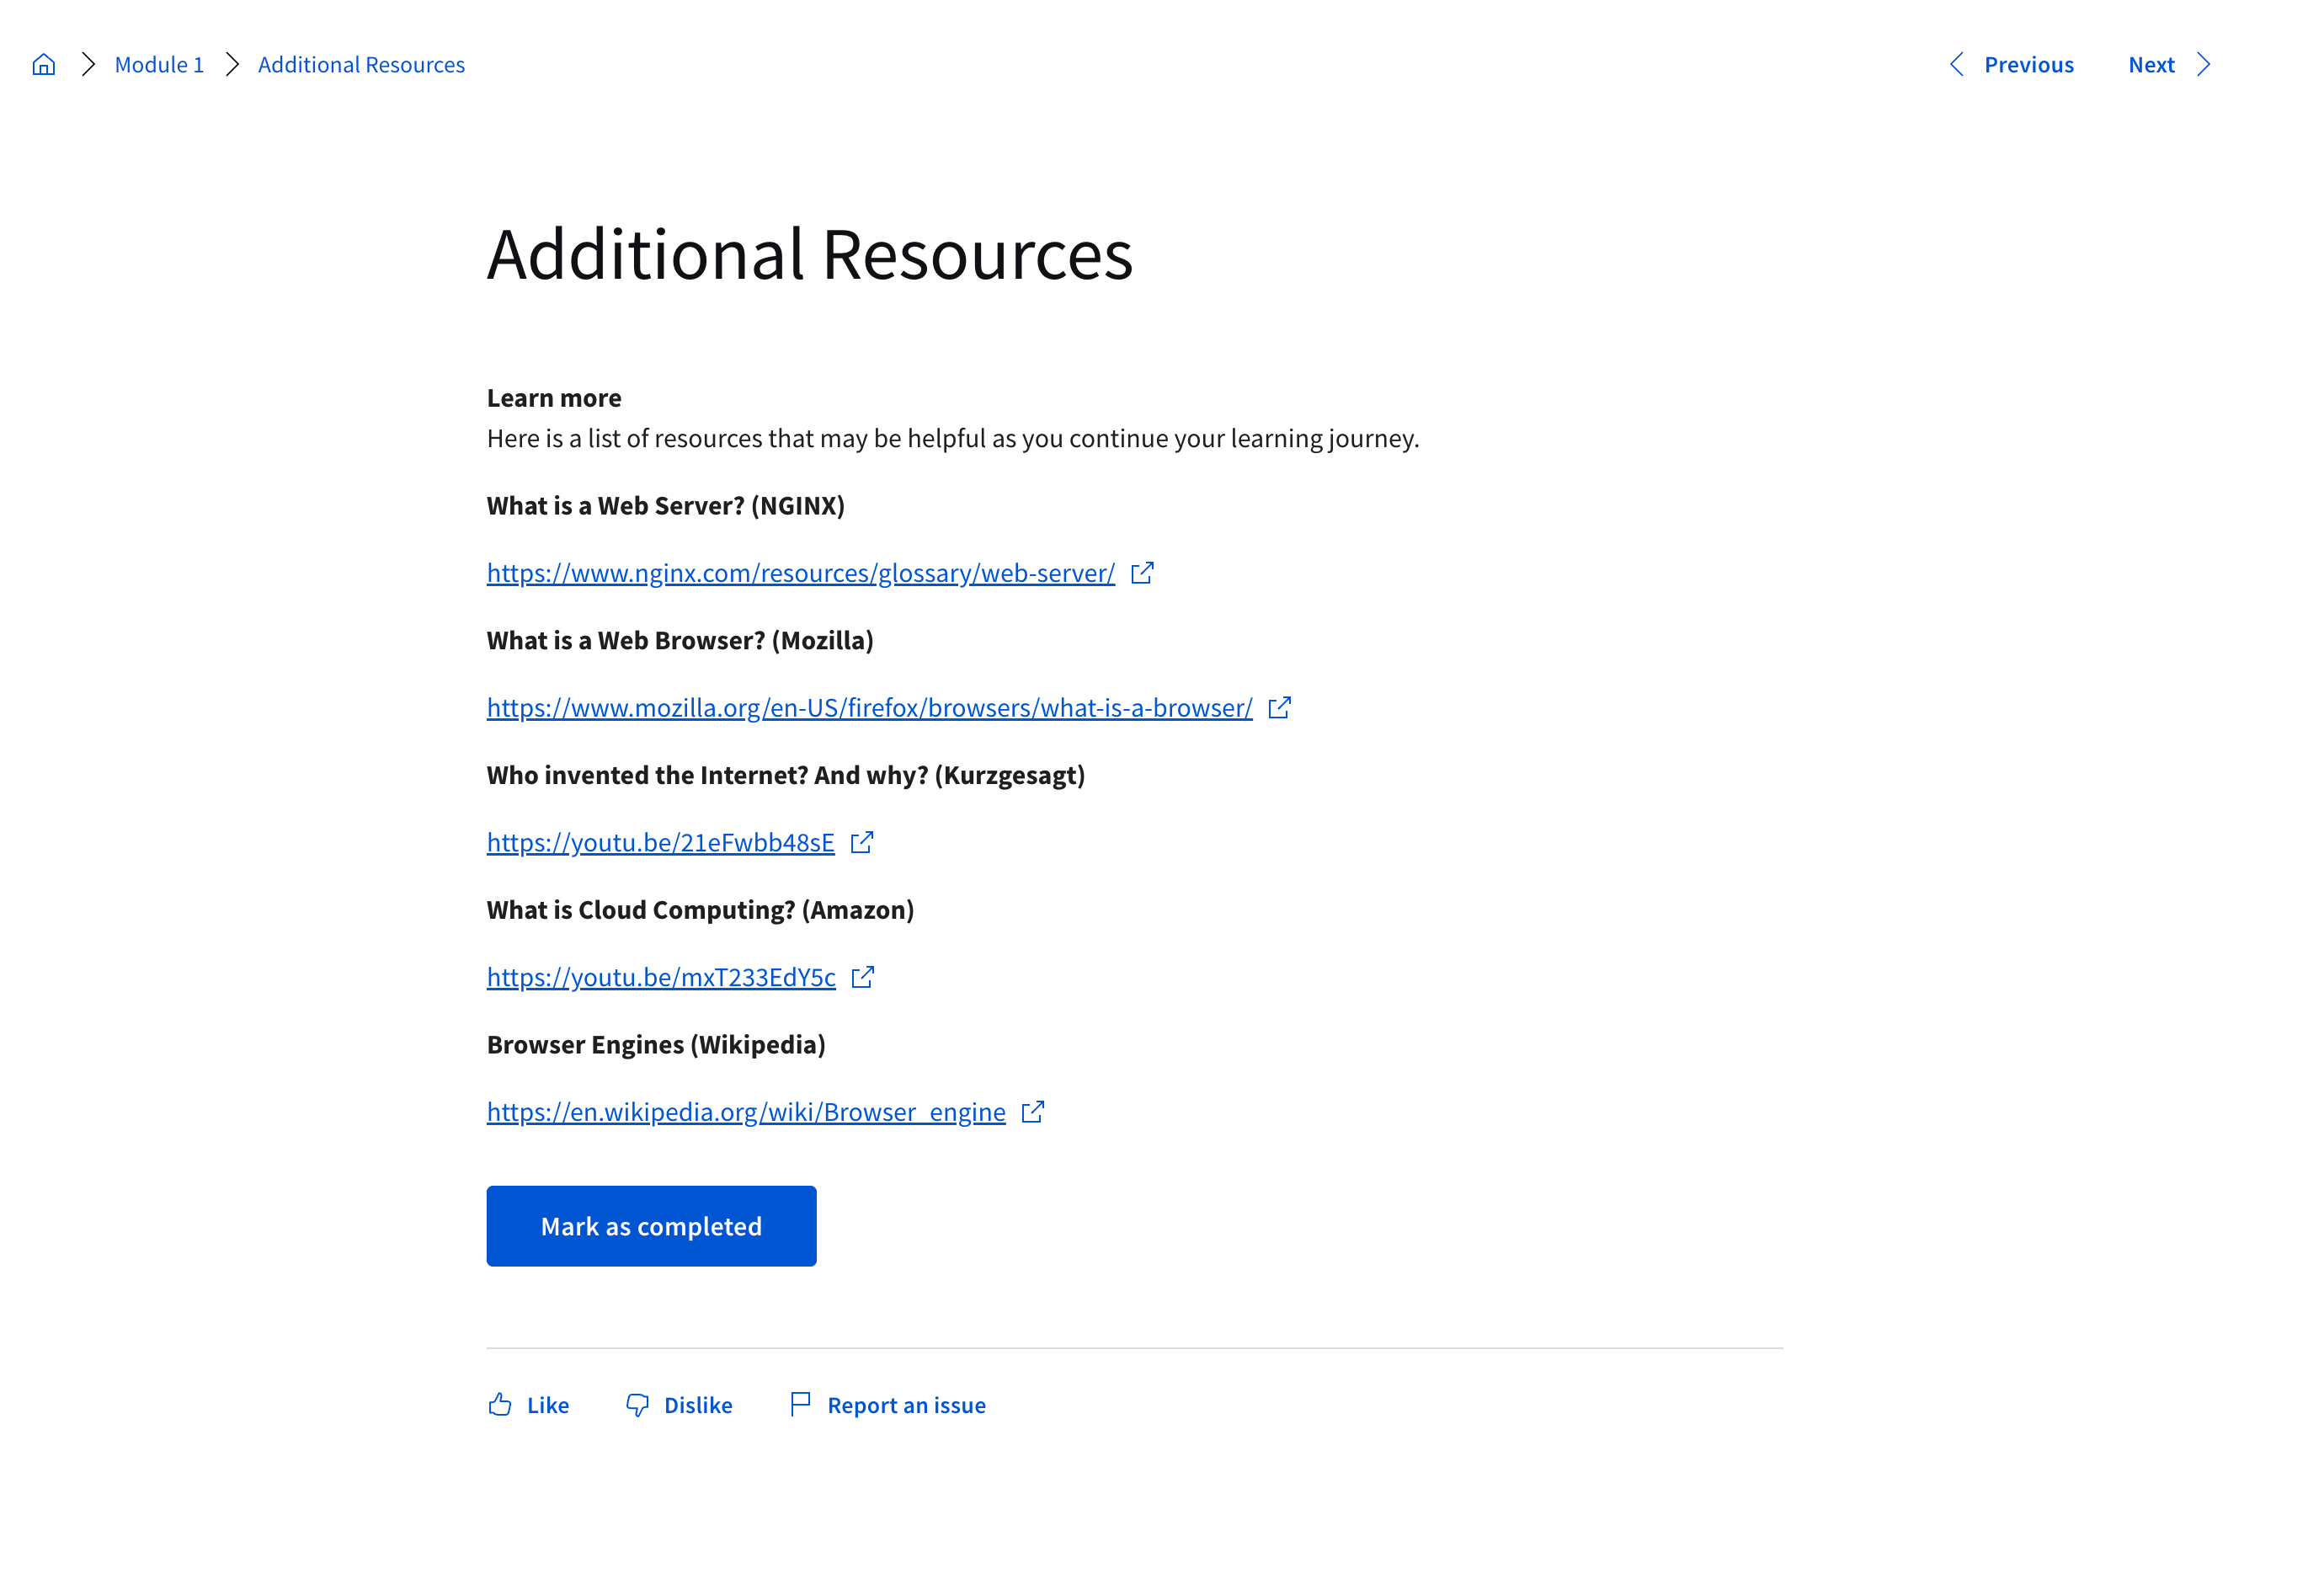 Module 1
Additional Resources
Previous
Next
Additional Resources
Learn more
Here is a list of resources that may be helpful as you continue your learning journey.
What is a Web Server? (NGINX)
https://www.nginx.com/resources/glossary/web-server/
What is a Web Browser? (Mozilla)
https://www.mozilla.org/en-US/firefox/browsers/what-is-a-browser/
Who invented the Internet? And why? (Kurzgesagt)
https://youtu.be/21eFwbb48sE
What is Cloud Computing? (Amazon)
https://youtu.be/mxT233EdY5c
Browser Engines (Wikipedia)
https://en.wikipedia.org/wiki/Browser_engine
Mark as completed
Like
Dislike
Report an issue